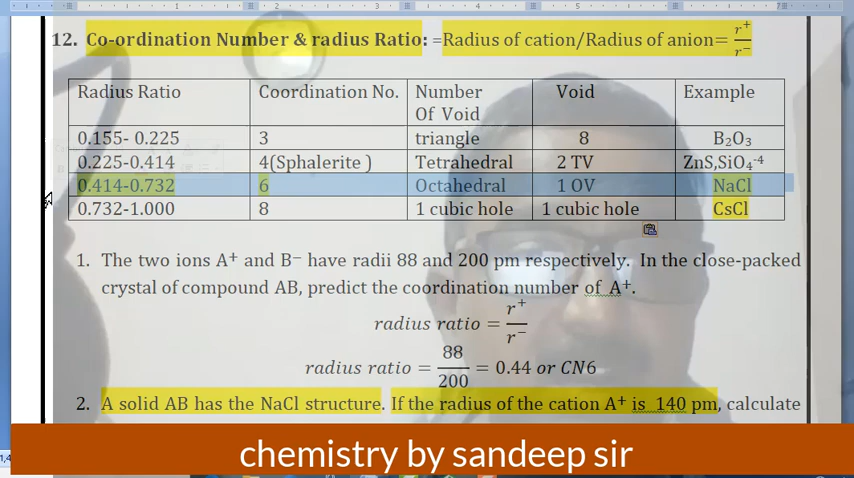 12. Co-ordination Number & radius Ratio: =Radius of cation/Radius of anion= r⁺/r⁻
Radius Ratio Coordination No. Number Of Void Void Example
0.155- 0.225 3 triangle 8 B₂O₃
0.225-0.414 4(Sphalerite ) Tetrahedral 2 TV ZnS,SiO₄⁻⁴
0.414-0.732 6 Octahedral 1 OV NaCl
0.732-1.000 8 1 cubic hole 1 cubic hole CsCl
1. The two ions A⁺ and B⁻ have radii 88 and 200 pm respectively. In the close-packed
crystal of compound AB, predict the coordination number of A⁺.
radius ratio = r⁺/r⁻
radius ratio = 88/200 = 0.44 or CN6
2. A solid AB has the NaCl structure. If the radius of the cation A⁺ is 140 pm, calculate
chemistry by sandeep sir